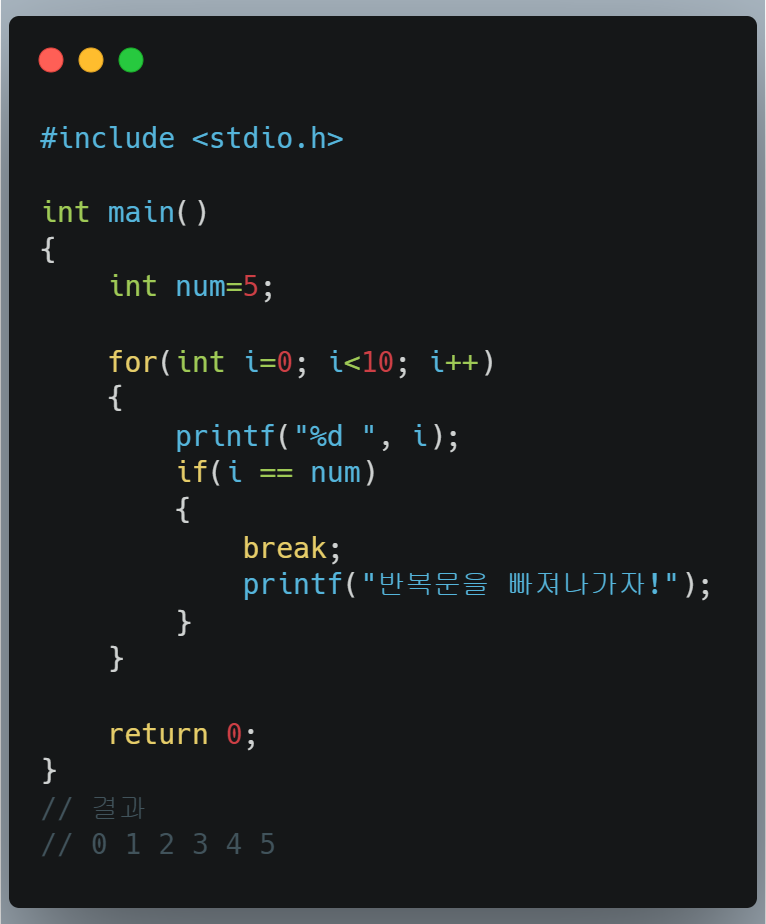 #include <stdio.h>
int main()
{
    int num=5;
    for(int i=0; i<10; i++)
    {
        printf("%d ", i);
        if(i == num)
        {
            break;
            printf("반복문을 빠져나가자!");
        }
    }
    return 0;
}
// 결과
// 0 1 2 3 4 5